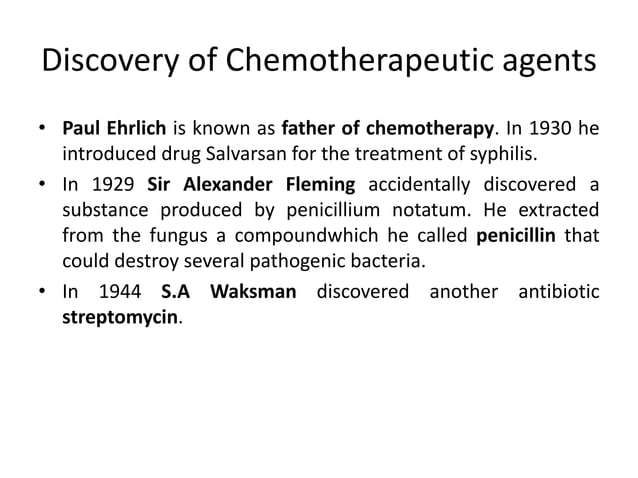 Discovery of Chemotherapeutic agents
• Paul Ehrlich is known as father of chemotherapy. In 1930 he
introduced drug Salvarsan for the treatment of syphilis.
• In 1929 Sir Alexander Fleming accidentally discovered a
substance produced by penicillium notatum. He extracted
from the fungus a compoundwhich he called penicillin that
could destroy several pathogenic bacteria.
• In 1944 S.A Waksman discovered another antibiotic
streptomycin.